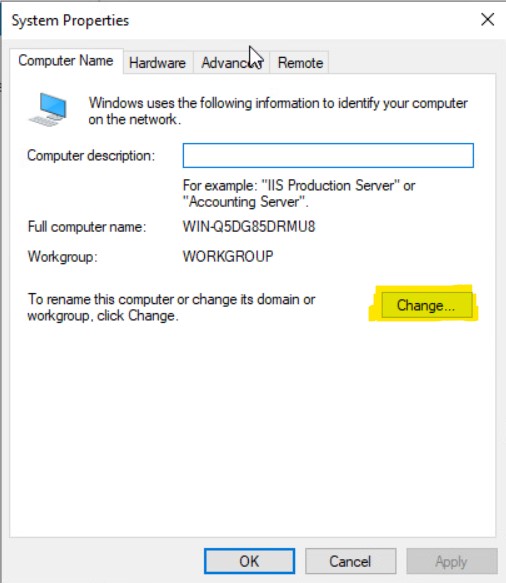 System Properties
Computer Name
Hardware
Advanced
Remote
Windows uses the following information to identify your computer
on the network.
Computer description:
For example: "IIS Production Server" or
"Accounting Server".
Full computer name:
WIN-Q5DG85DRMU8
Workgroup:
WORKGROUP
To rename this computer or change its domain or
workgroup, click Change.
Change...
OK
Cancel
Apply